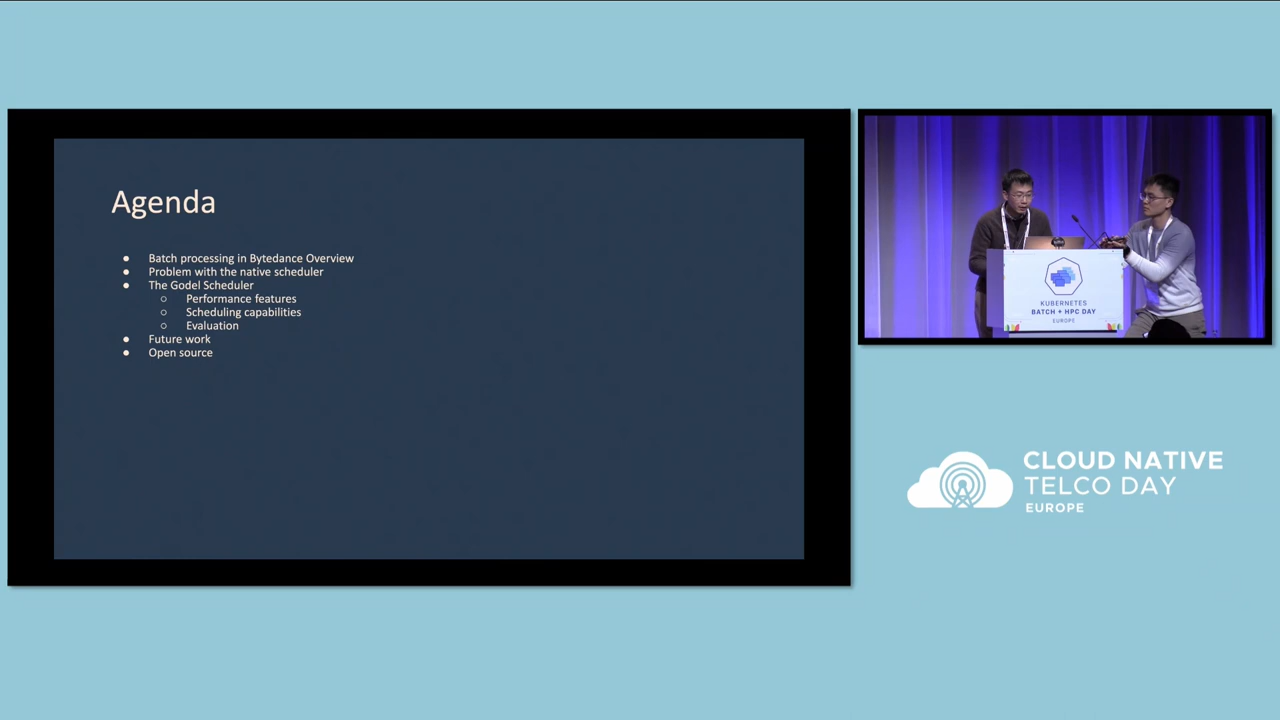 Agenda
● Batch processing in Bytedance Overview
● Problem with the native scheduler
● The Godel Scheduler
○ Performance features
○ Scheduling capabilities
○ Evaluation
● Future work
● Open source
KUBERNETES
BATCH + HPC DAY
EUROPE
CLOUD NATIVE
TELCO DAY
EUROPE